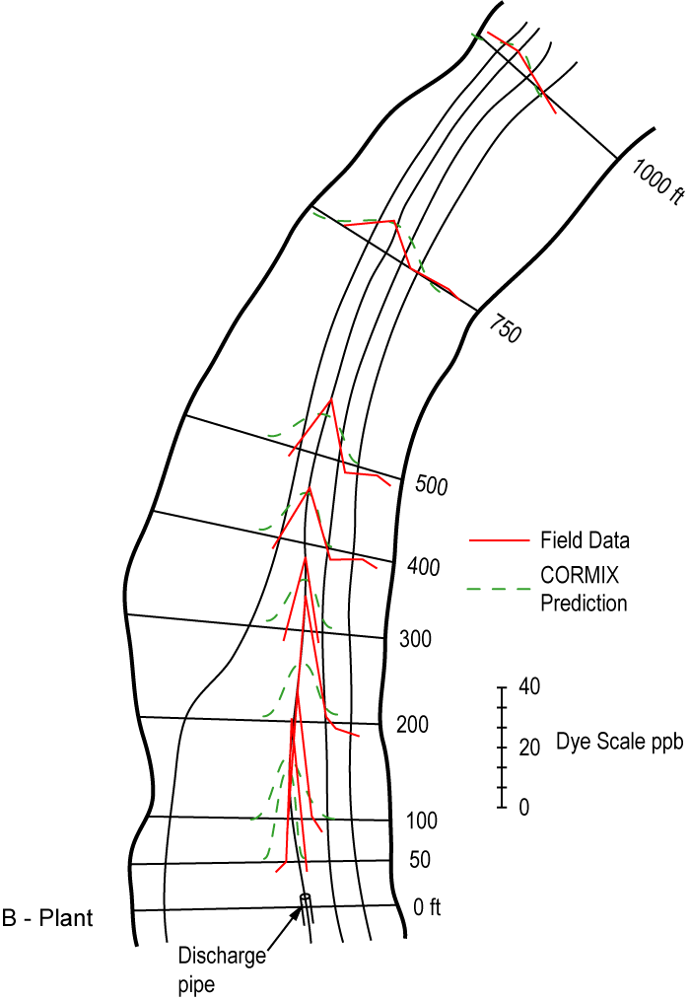 1000 ft
750
500
400
300
200
100
50
0 ft
Field Data
CORMIX
Prediction
40
20
0
Dye Scale ppb
B - Plant
Discharge
pipe